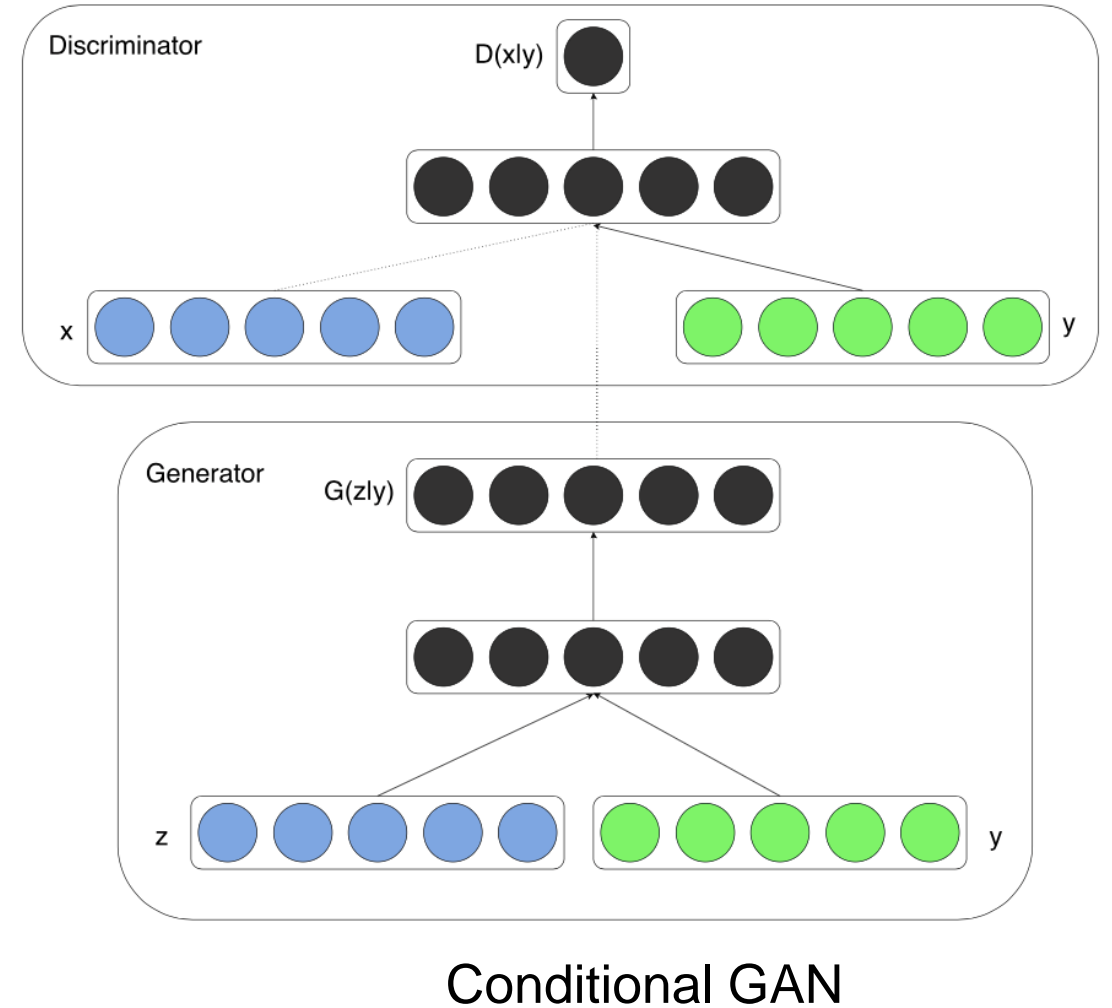 Discriminator
D(x|y)
x
y
Generator
G(z|y)
z
y
Conditional GAN